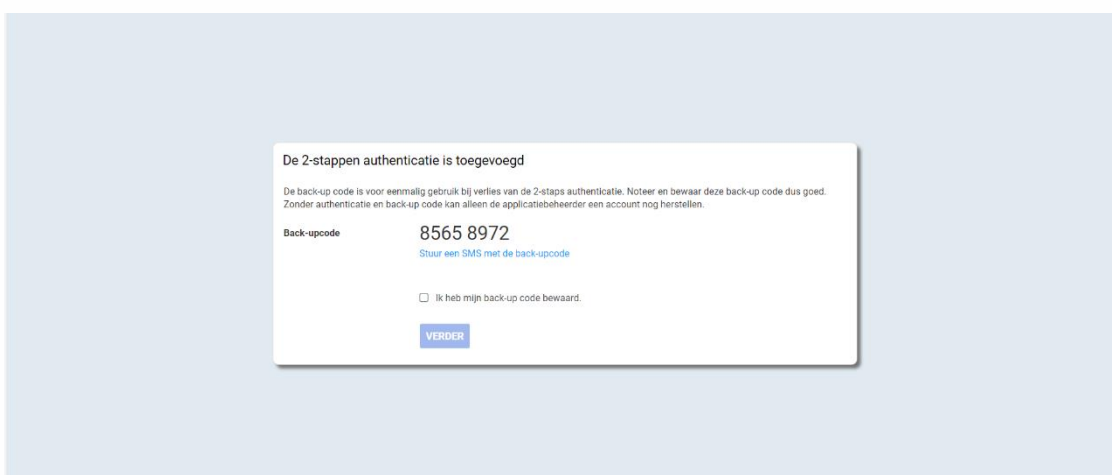 De 2-stappen authenticatie is toegevoegd
De back-up code is voor eenmalig gebruik bij verlies van de 2-staps authenticatie. Noteer en bewaar deze back-up code dus goed.
Zonder authenticatie en back-up code kan alleen de applicatiebeheerder een account nog herstellen.
Back-upcode 8565 8972
Stuur een SMS met de back-upcode
Ik heb mijn back-up code bewaard.
VERDER